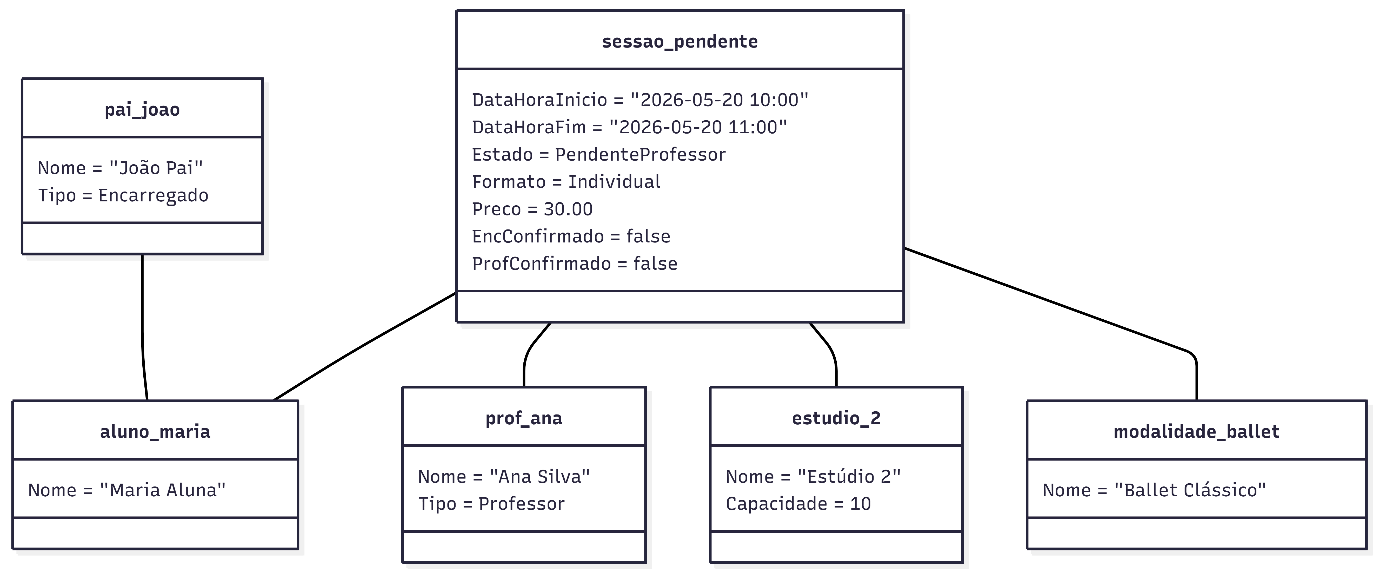 sessao_pendente
DataHoraInicio = "2026-05-20 10:00"
DataHoraFim = "2026-05-20 11:00"
Estado = PendenteProfessor
Formato = Individual
Preco = 30.00
EncConfirmado = false
ProfConfirmado = false
pai_joao
Nome = "João Pai"
Tipo = Encarregado
aluno_maria
Nome = "Maria Aluna"
prof_ana
Nome = "Ana Silva"
Tipo = Professor
estudio_2
Nome = "Estúdio 2"
Capacidade = 10
modalidade_ballet
Nome = "Ballet Clássico"